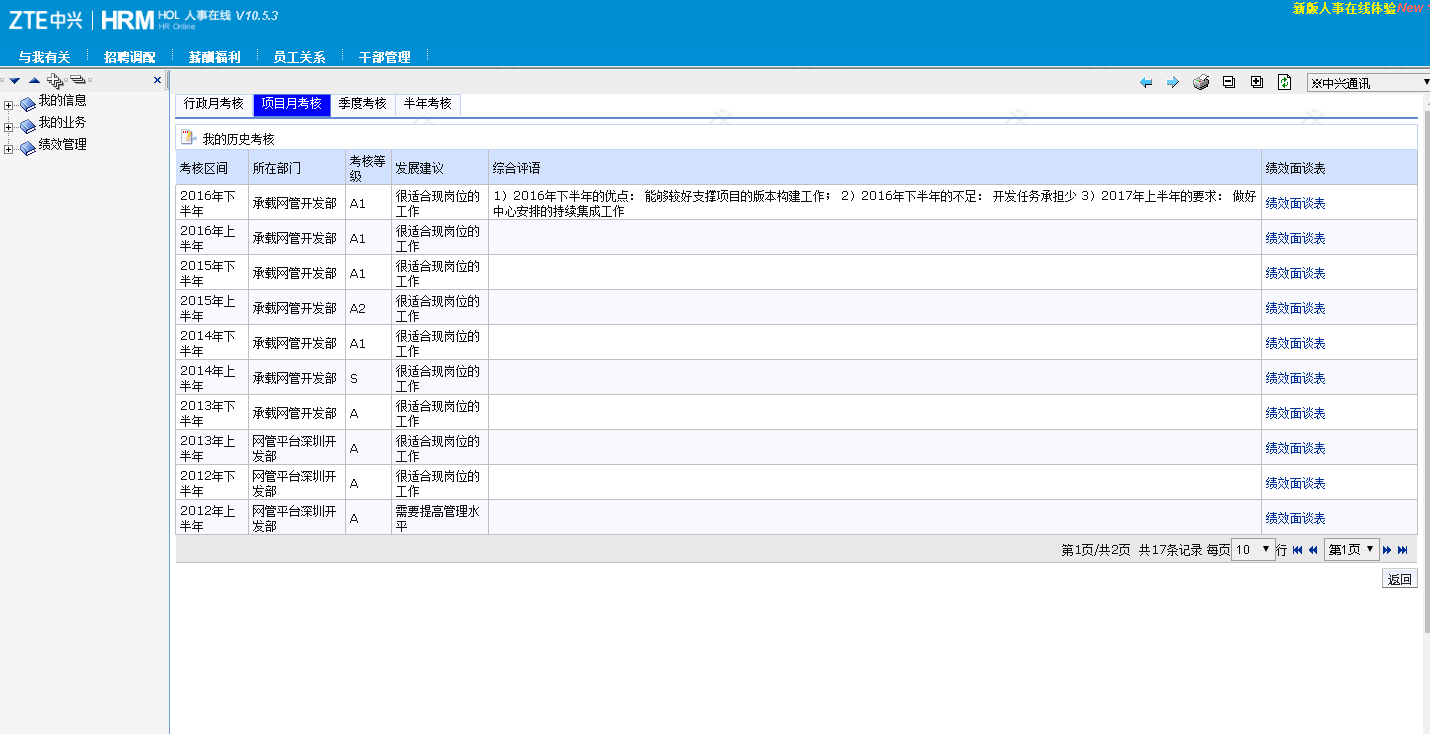 ZTE中兴 HRM HOL 人事在线 V10.5.3
HR Online
新版人事在线体验New
与我有关 招聘调配 薪酬福利 员工关系 干部管理
※中兴通讯
我的信息
我的业务
绩效管理
行政月考核 项目月考核 季度考核 半年考核
我的历史考核
考核区间 所在部门 考核等级 发展建议 综合评语 绩效面谈表
2016年下半年 承载网管开发部 A1 很适合现岗位的工作 1）2016年下半年的优点： 能够较好支撑项目的版本构建工作； 2）2016年下半年的不足： 开发任务承担少 3）2017年上半年的要求： 做好中心安排的持续集成工作 绩效面谈表
2016年上半年 承载网管开发部 A1 很适合现岗位的工作 绩效面谈表
2015年下半年 承载网管开发部 A1 很适合现岗位的工作 绩效面谈表
2015年上半年 承载网管开发部 A2 很适合现岗位的工作 绩效面谈表
2014年下半年 承载网管开发部 A1 很适合现岗位的工作 绩效面谈表
2014年上半年 承载网管开发部 S 很适合现岗位的工作 绩效面谈表
2013年下半年 承载网管开发部 A 很适合现岗位的工作 绩效面谈表
2013年上半年 网管平台深圳开发部 A 很适合现岗位的工作 绩效面谈表
2012年下半年 网管平台深圳开发部 A 很适合现岗位的工作 绩效面谈表
2012年上半年 网管平台深圳开发部 A 需要提高管理水平 绩效面谈表
第1页/共2页 共17条记录 每页 10 行 第1页
返回